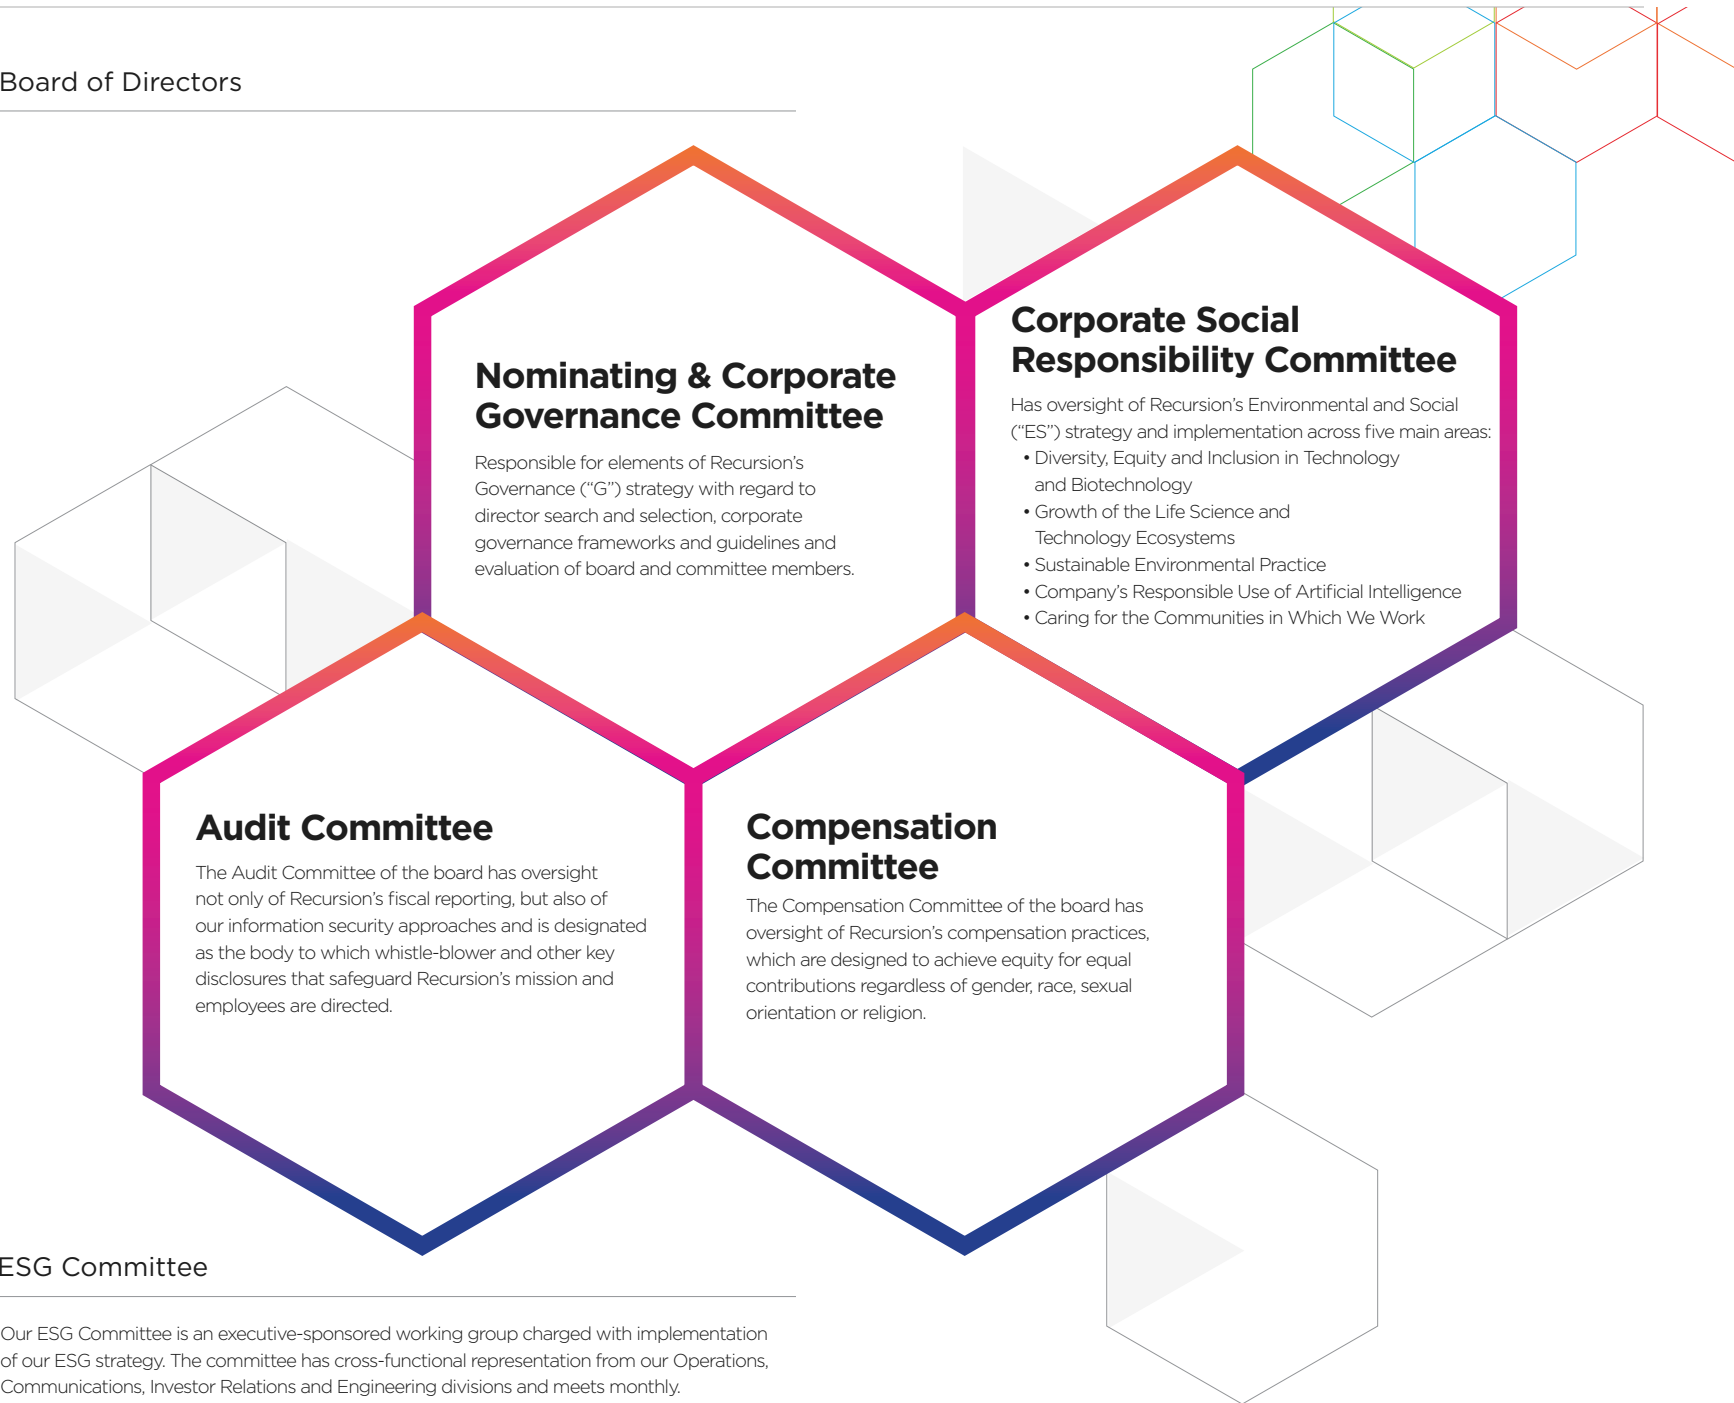 Board of Directors
Nominating & Corporate
Governance Committee
Responsible for elements of Recursion’s
Governance (“G”) strategy with regard to
director search and selection, corporate
governance frameworks and guidelines and
evaluation of board and committee members.
Corporate Social
Responsibility Committee
Has oversight of Recursion’s Environmental and Social
(“ES”) strategy and implementation across five main areas:
• Diversity, Equity and Inclusion in Technology
and Biotechnology
• Growth of the Life Science and
Technology Ecosystems
• Sustainable Environmental Practice
• Company’s Responsible Use of Artificial Intelligence
• Caring for the Communities in Which We Work
Audit Committee
The Audit Committee of the board has oversight
not only of Recursion’s fiscal reporting, but also of
our information security approaches and is designated
as the body to which whistle-blower and other key
disclosures that safeguard Recursion’s mission and
employees are directed.
Compensation
Committee
The Compensation Committee of the board has
oversight of Recursion’s compensation practices,
which are designed to achieve equity for equal
contributions regardless of gender, race, sexual
orientation or religion.
ESG Committee
Our ESG Committee is an executive-sponsored working group charged with implementation
of our ESG strategy. The committee has cross-functional representation from our Operations,
Communications, Investor Relations and Engineering divisions and meets monthly.